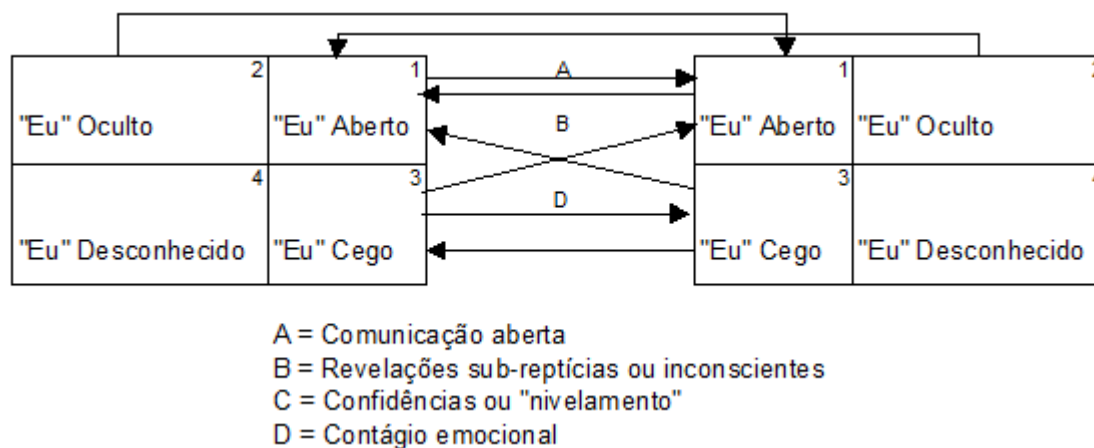 2 1 A 1 2
"Eu" Oculto "Eu" Aberto B "Eu" Aberto "Eu" Oculto
4 3 D 3 4
"Eu" Desconhecido "Eu" Cego "Eu" Cego "Eu" Desconhecido
A = Comunicação aberta
B = Revelações sub-reptícias ou inconscientes
C = Confidências ou "nivelamento"
D = Contágio emocional